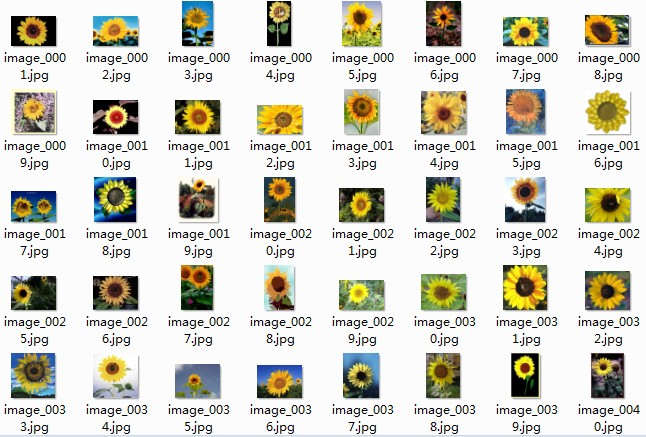 image_000 image_000 image_000 image_000 image_000 image_000 image_000 image_000
1.jpg 2.jpg 3.jpg 4.jpg 5.jpg 6.jpg 7.jpg 8.jpg
image_000 image_001 image_001 image_001 image_001 image_001 image_001 image_001
9.jpg 0.jpg 1.jpg 2.jpg 3.jpg 4.jpg 5.jpg 6.jpg
image_001 image_001 image_001 image_002 image_002 image_002 image_002 image_002
7.jpg 8.jpg 9.jpg 0.jpg 1.jpg 2.jpg 3.jpg 4.jpg
image_002 image_002 image_002 image_002 image_002 image_003 image_003 image_003
5.jpg 6.jpg 7.jpg 8.jpg 9.jpg 0.jpg 1.jpg 2.jpg
image_003 image_003 image_003 image_003 image_003 image_003 image_003 image_004
3.jpg 4.jpg 5.jpg 6.jpg 7.jpg 8.jpg 9.jpg 0.jpg